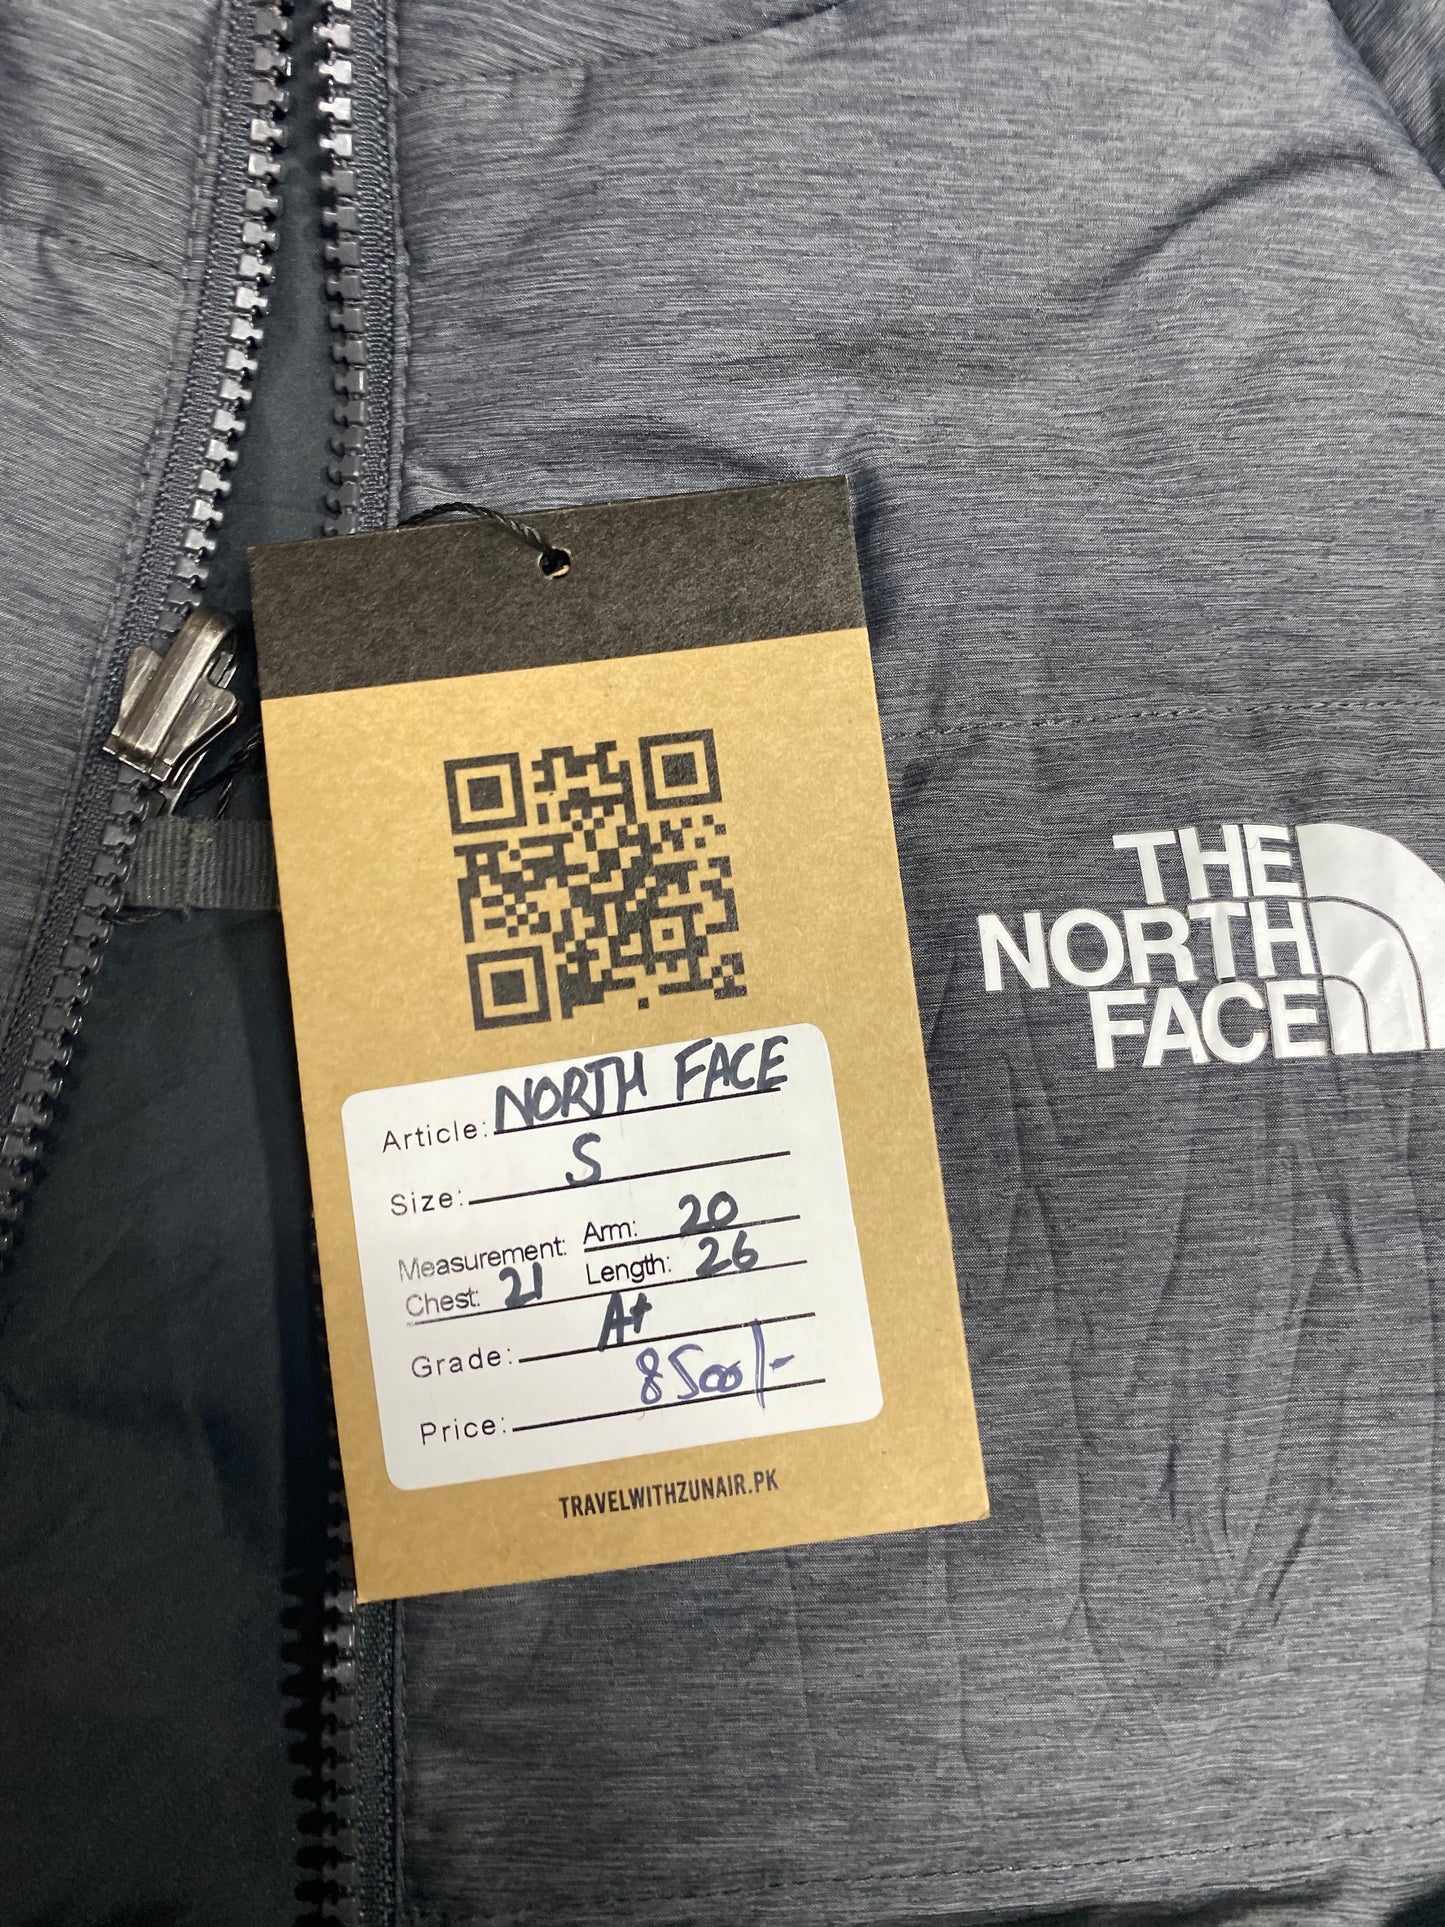 THE
NORTH
FACE
Article: NORTH FACE
Size: S
Measurement: Arm: 20
Chest: 21 Length: 26
Grade: A+
Price: 8500/-
TRAVELWITHZUNAIR.PK